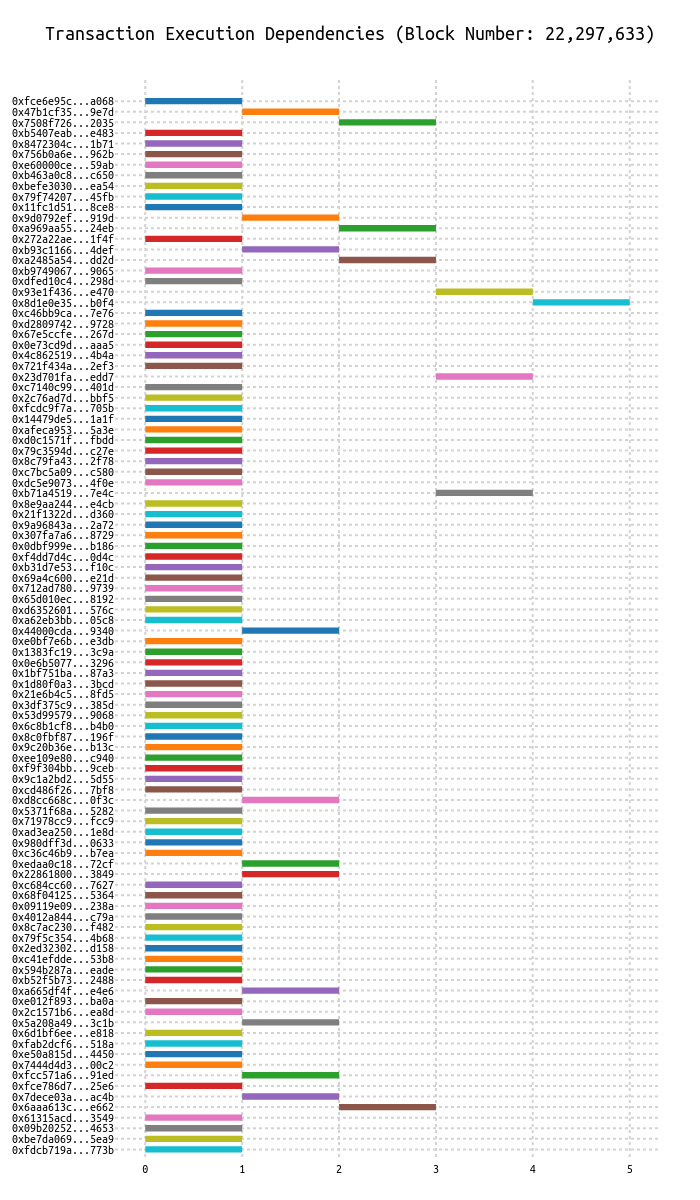 Transaction Execution Dependencies (Block Number: 22,297,633)
0xfce6e95c...a068
0x47b1cf35...9e7d
0x7508f726...2035
0xb5407eab...e483
0x8472304c...1b71
0x756b0a6e...962b
0xe60000ce...59ab
0xb463a0c8...c650
0xbefe3030...ea54
0x79f74207...45fb
0x11fc1d51...8ce8
0x9d0792ef...919d
0xa969aa55...24eb
0x272a22ae...1f4f
0xb93c1166...4def
0xa2485a54...dd2d
0xb9749067...9065
0xdfed10c4...298d
0x93e1f436...e470
0x8d1e0e35...b0f4
0xc46bb9ca...7e76
0xd2809742...9728
0x67e5ccfe...267d
0x0e73cd9d...aaa5
0x4c862519...4b4a
0x721f434a...2ef3
0x23d701fa...edd7
0xc7140c99...401d
0x2c76ad7d...bbf5
0xfcdc9f7a...705b
0x14479de5...1a1f
0xafeca953...5a3e
0xd0c1571f...fbdd
0x79c3594d...c27e
0x8c79fa43...2f78
0xc7bc5a09...c580
0xdc5e9073...4f0e
0xb71a4519...7e4c
0x8e9aa244...e4cb
0x21f1322d...d360
0x9a96843a...2a72
0x307fa7a6...8729
0x0dbf999e...b186
0xf4dd7d4c...0d4c
0xb31d7e53...f10c
0x69a4c600...e21d
0x712ad780...9739
0x65d010ec...8192
0xd6352601...576c
0xa62eb3bb...05c8
0x44000cda...9340
0xe0bf7e6b...e3db
0x1383fc19...3c9a
0x0e6b5077...3296
0x1bf751ba...87a3
0x1d80f0a3...3bcd
0x21e6b4c5...8fd5
0x3df375c9...385d
0x53d99579...9068
0x6c8b1cf8...b4b0
0x8c0fbf87...196f
0x9c20b36e...b13c
0xee109e80...c940
0xf9f304bb...9ceb
0x9c1a2bd2...5d55
0xcd486f26...7bf8
0xd8cc668c...0f3c
0x5371f68a...5282
0x71978cc9...fcc9
0xad3ea250...1e8d
0x980dff3d...0633
0xc36c46b9...b7ea
0xedaa0c18...72cf
0x22861800...3849
0xc684cc60...7627
0x68f04125...5364
0x09119e09...238a
0x4012a844...c79a
0x8c7ac230...f482
0x79f5c354...4b68
0x2ed32302...d158
0xc41efdde...53b8
0x594b287a...eade
0xb52f5b73...2488
0xa665df4f...e4e6
0xe012f893...ba0a
0x2c1571b6...ea8d
0x5a208a49...3c1b
0x6d1bf6ee...e818
0xfab2dcf6...518a
0xe50a815d...4450
0x7444d4d3...00c2
0xfcc571a6...91ed
0xfce786d7...25e6
0x7dece03a...ac4b
0x6aaa613c...e662
0x61315acd...3549
0x09b20252...4653
0xbe7da069...5ea9
0xfdcb719a...773b
0 1 2 3 4 5